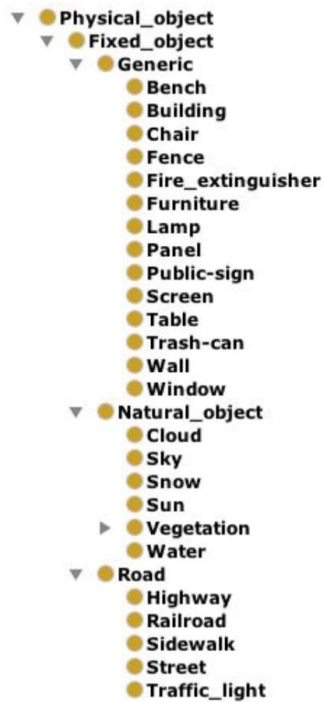 Physical_object
Fixed_object
Generic
Bench
Building
Chair
Fence
Fire_extinguisher
Furniture
Lamp
Panel
Public-sign
Screen
Table
Trash-can
Wall
Window
Natural_object
Cloud
Sky
Snow
Sun
Vegetation
Water
Road
Highway
Railroad
Sidewalk
Street
Traffic_light